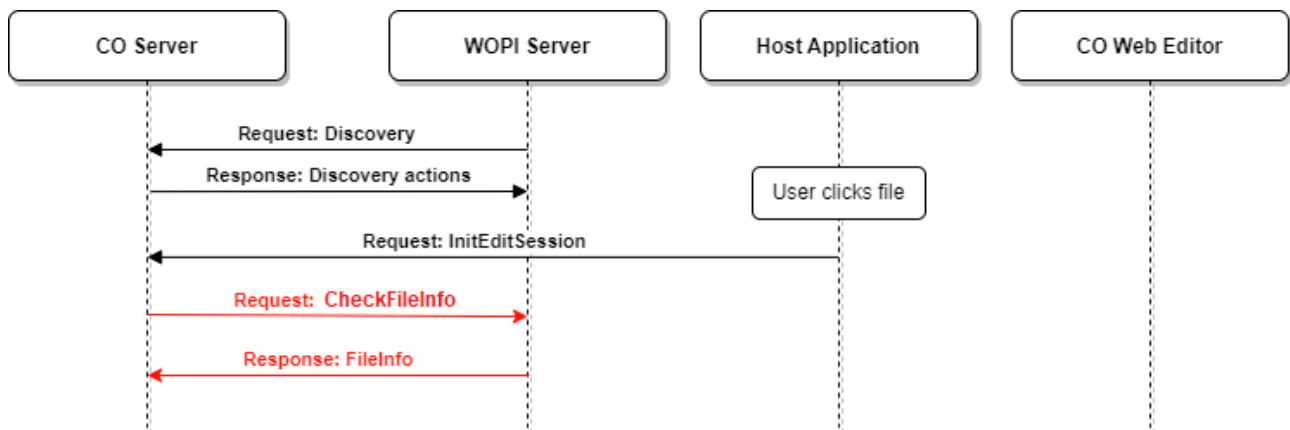 CO Server
WOPI Server
Host Application
CO Web Editor
Request: Discovery
Response: Discovery actions
User clicks file
Request: InitEditSession
Request: CheckFileInfo
Response: FileInfo